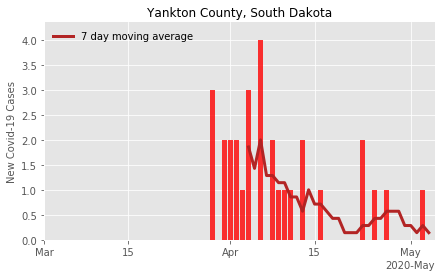 Yankton County, South Dakota
7 day moving average
New Covid-19 Cases
4.0
3.5
3.0
2.5
2.0
1.5
1.0
0.5
0.0
Mar 15 Apr 15 May
2020-May